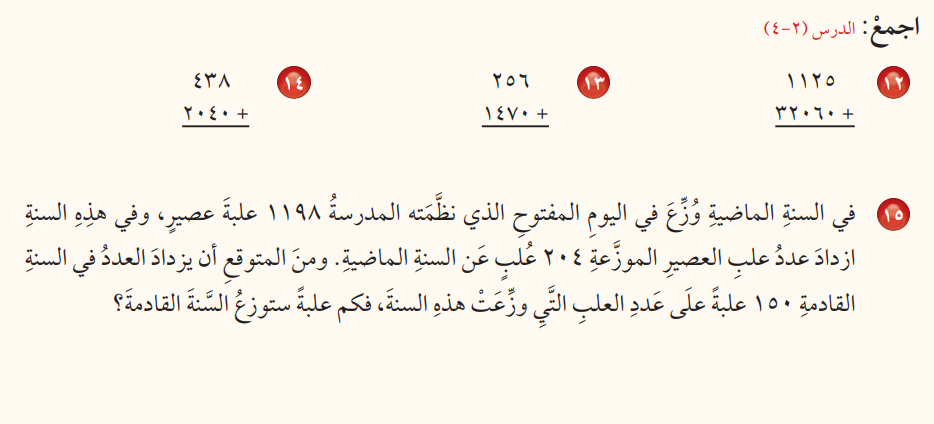 اجمعْ: الدرس (٢-٤)
١٢ ١١٢٥ ١٣ ٢٥٦ ١٤ ٤٣٨
+ ٣٢٠٦٠ + ١٤٧٠ + ٢٠٤٠
١٥ في السنةِ الماضيةِ وُزِّعَ في اليومِ المفتوحِ الذي نظَّمَته المدرسةُ ١١٩٨ علبةَ عصيرٍ، وفي هذِهِ السنةِ
ازدادَ عددُ علبِ العصيرِ الموزَّعةِ ٢٠٤ عُلبٍ عَن السنةِ الماضيةِ. ومنَ المتوقعِ أن يزدادَ العددُ في السنةِ
القادمةِ ١٥٠ علبةً علَى عَددِ العلبِ التَّيِ وزِّعَتْ هذهِ السنةَ، فكم علبةً ستوزعُ السَّنةَ القادمةَ؟